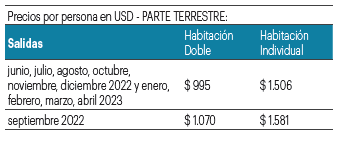 Precios por persona en USD - PARTE TERRESTRE:
Salidas Habitación Doble Habitación Individual
junio, julio, agosto, octubre,
noviembre, diciembre 2022 y enero, $ 995 $ 1.506
febrero, marzo, abril 2023
septiembre 2022 $ 1.070 $ 1.581